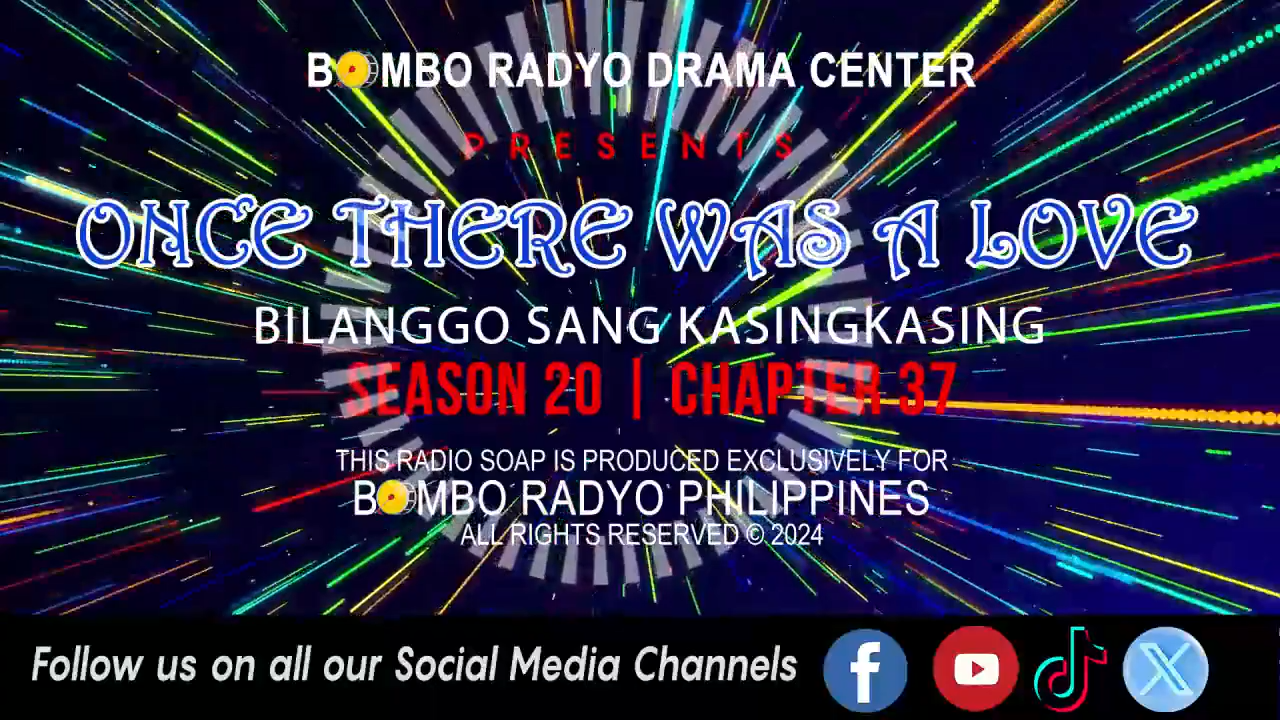 BOMBO RADYO DRAMA CENTER
PRESENTS
ONCE THERE WAS A LOVE
BILANGGO SANG KASINGKASING
SEASON 20 | CHAPTER 37
THIS RADIO SOAP IS PRODUCED EXCLUSIVELY FOR
BOMBO RADYO PHILIPPINES
ALL RIGHTS RESERVED © 2024
Follow us on all our Social Media Channels